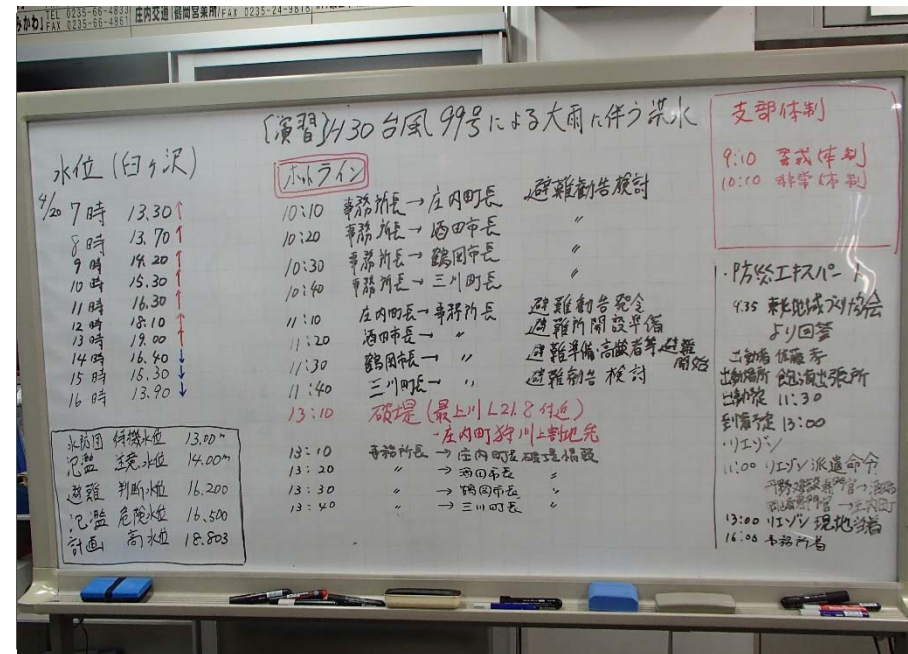 TEL 0235-66-4833
みかわ」FAX 0235-66-4861
庄内交通㈱鶴岡営業所/FAX 0235-24-9818
〔演習〕H30 台風99号による大雨に伴う洪水
水位(臼ヶ沢)
4/20 7時 13.30↑
8時 13.70↑
9時 14.20↑
10時 15.30↑
11時 16.30↑
12時 18.10↑
13時 19.00↑
14時 16.40↓
15時 15.30↓
16時 13.90↓
水防団 待機水位 13.00m
氾濫 注意水位 14.00m
避難 判断水位 16.200
氾濫 危険水位 16.500
計画 高水位 18.803
ホットライン
10:10 事務所長→庄内町長 避難勧告検討
10:20 事務所長→酒田市長 〃
10:30 事務所長→鶴岡市長 〃
10:40 事務所長→三川町長 〃
11:10 庄内町長→事務所長 避難勧告発令
11:20 酒田市長→ 〃 避難所開設準備
11:30 鶴岡市長→ 〃 避難準備・高齢者等避難開始
11:40 三川町長→ 〃 避難勧告検討
13:10 破堤(最上川L21.8付近)
・庄内町狩川上割地先
13:10 事務所長→庄内町長 破堤
13:20 〃 →酒田市長 〃
13:30 〃 →鶴岡市長 〃
13:40 〃 →三川町長 〃
支部体制
9:10 警戒体制
10:10 非常体制
・防災エキスパート
9:35 東北地域づくり協会
より回答
出動者 佐藤
出動場所 飽海出張所
出動予定 11:30
到着予定 13:00
・リエゾン
11:00 リエゾン派遣命令
13:00 リエゾン現地到着
16:00 事務所着